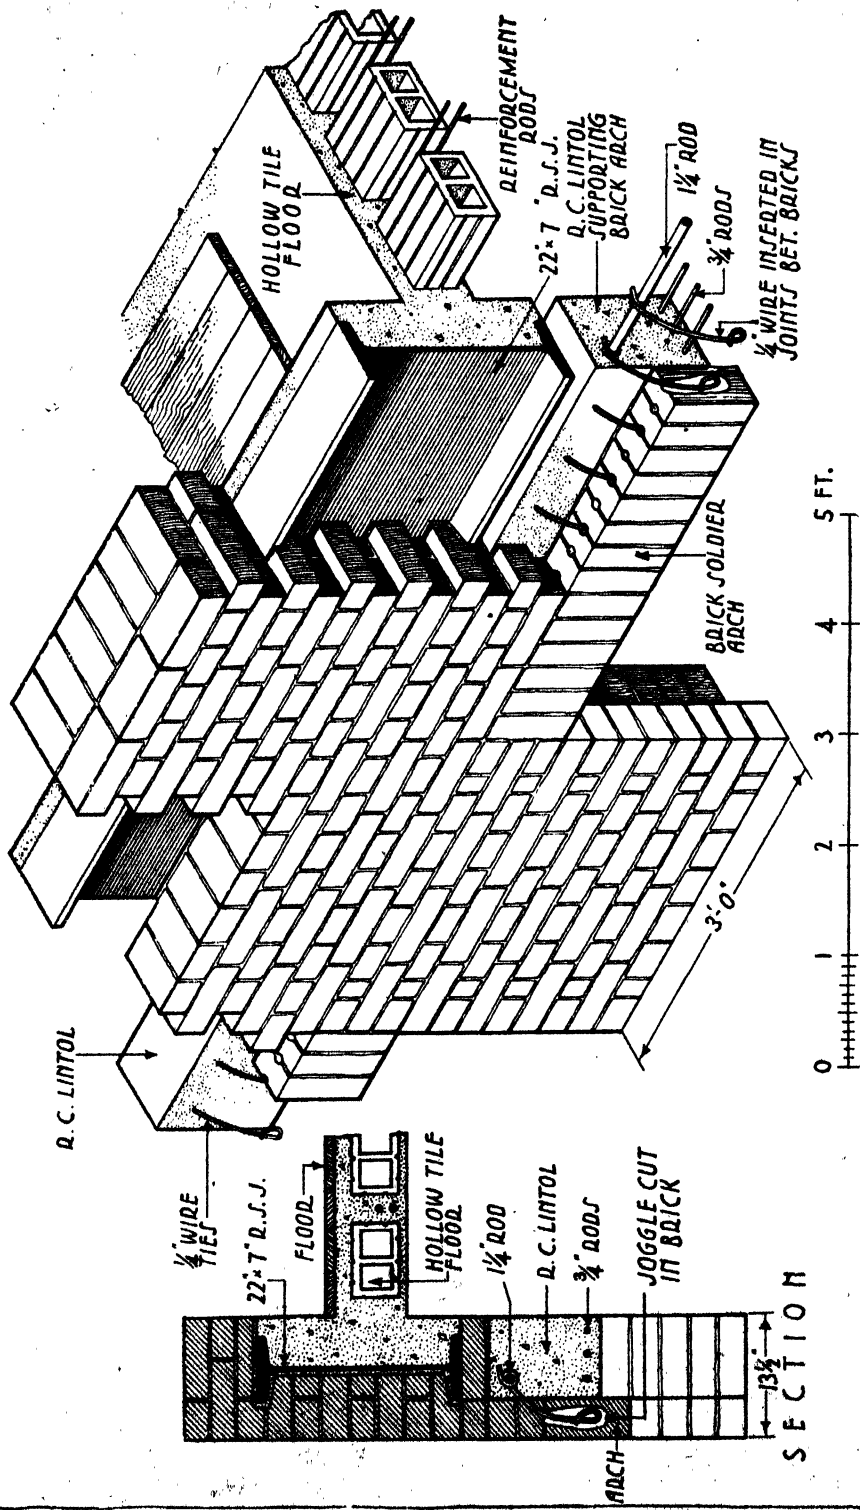 R.C. LINTOL
¼" WIRE
TIES
22"× 7" R.S.J.
FLOOR
HOLLOW TILE
FLOOR
1¼" ROD
R.C. LINTOL
¾" RODS
JOGGLE CUT
IN BRICK
ARCH
13½"
SECTION
HOLLOW TILE
FLOOR
REINFORCEMENT
RODS
22"× 7" R.S.J.
R.C. LINTOL
SUPPORTING
BRICK ARCH
1¼" ROD
¾" RODS
¼" WIRE INSERTED IN
JOINTS BET. BRICKS
BRICK SOLDIER
ARCH
3'-0"
0 1 2 3 4 5 FT.